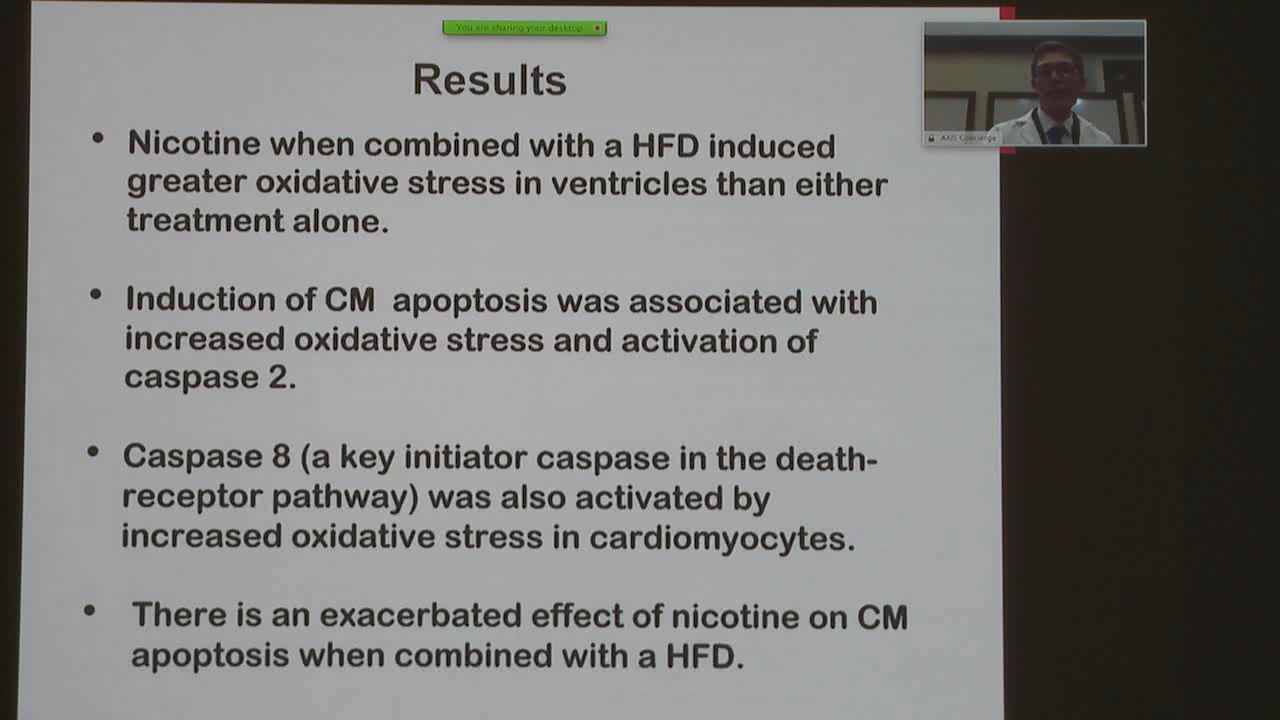 You are sharing your desktop
Results
• Nicotine when combined with a HFD induced
greater oxidative stress in ventricles than either
treatment alone.
• Induction of CM apoptosis was associated with
increased oxidative stress and activation of
caspase 2.
• Caspase 8 (a key initiator caspase in the death-
receptor pathway) was also activated by
increased oxidative stress in cardiomyocytes.
• There is an exacerbated effect of nicotine on CM
apoptosis when combined with a HFD.
AXIS Concierge